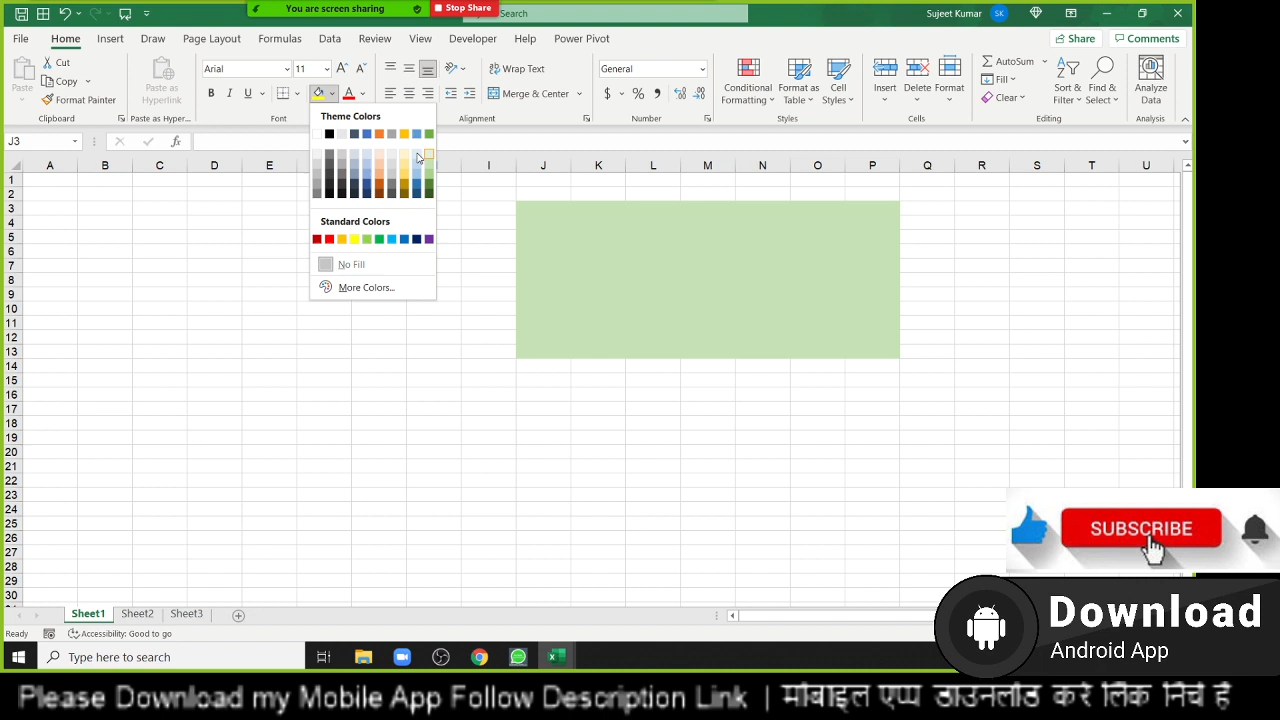 You are screen sharing
Stop Share
Search
Sujeet Kumar
SK
File Home Insert Draw Page Layout Formulas Data Review View Developer Help Power Pivot
Share
Comments
Paste
Cut
Copy
Format Painter
Clipboard
Paste as
Hyperlink
Paste as Hyper...
Arial
11
B I U
A
Font
Wrap Text
Merge & Center
Alignment
General
$ % ,
Number
Conditional
Formatting
Format as
Table
Cell
Styles
Styles
Insert
Delete
Format
Cells
AutoSum
Fill
Clear
Sort &
Filter
Find &
Select
Editing
Analyze
Data
Analysis
J3
fx
Theme Colors
Standard Colors
No Fill
More Colors...
A B C D E I J K L M N O P Q R S T U
1
2
3
4
5
6
7
8
9
10
11
12
13
14
15
16
17
18
19
20
21
22
23
24
25
26
27
28
29
30
SUBSCRIBE
Sheet1 Sheet2 Sheet3
Ready
Accessibility: Good to go
Type here to search
Download
Android App
Please Download my Mobile App Follow Description Link | मोबाइल एप्प डाउनलोड करे लिंक निचे है